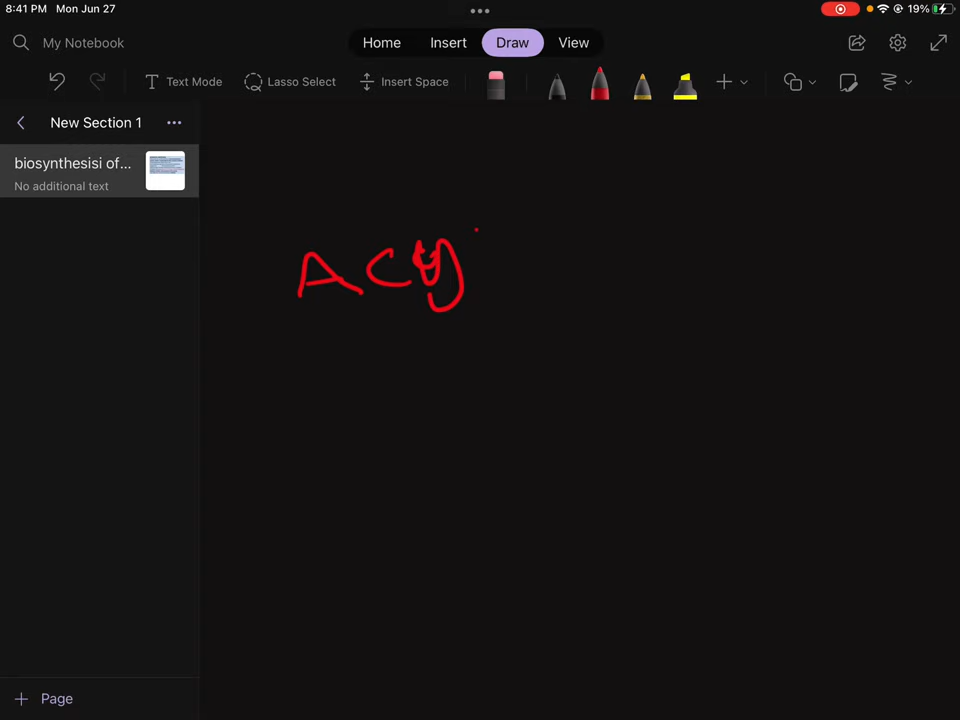 8:41 PM Mon Jun 27
19%
My Notebook
Home Insert Draw View
Text Mode Lasso Select Insert Space
New Section 1
biosynthesisi of...
No additional text
Acy
Page